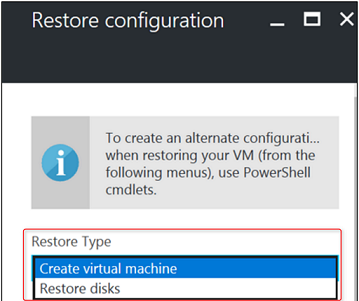 Restore configuration
To create an alternate configurati...
when restoring your VM (from the
following menus), use PowerShell
cmdlets.
Restore Type
Create virtual machine
Restore disks